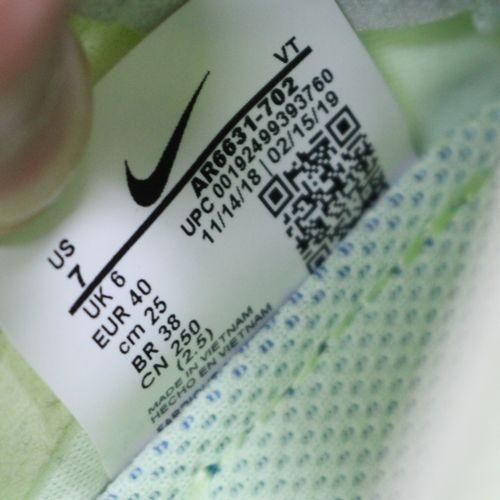 VT
AR6631-702
UPC 00192499393760
11/14/18 | 02/15/19
US
7
UK 6
EUR 40
cm 25
BR 38
CN 250
(2.5)
MADE IN VIETNAM
HECHO EN VIETNAM